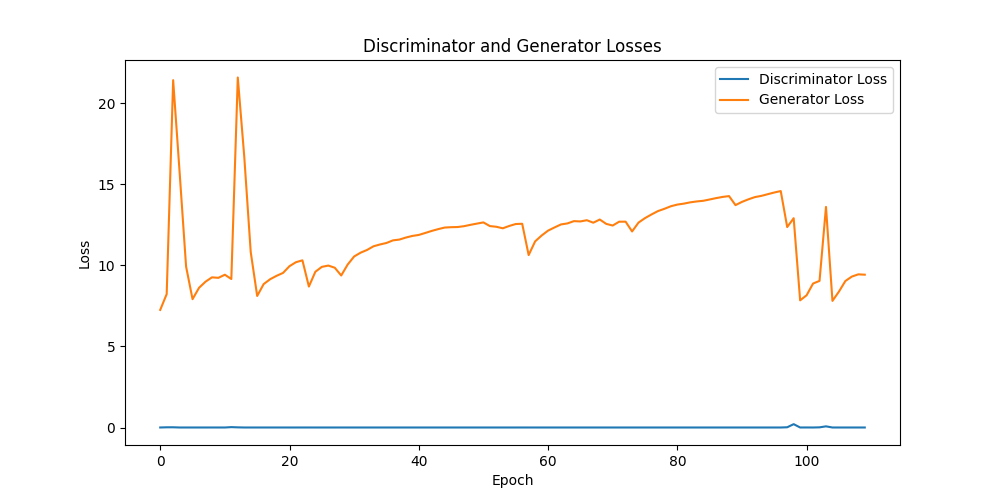 Discriminator and Generator Losses
Discriminator Loss
Generator Loss
Loss
20
15
10
5
0
0 20 40 60 80 100
Epoch